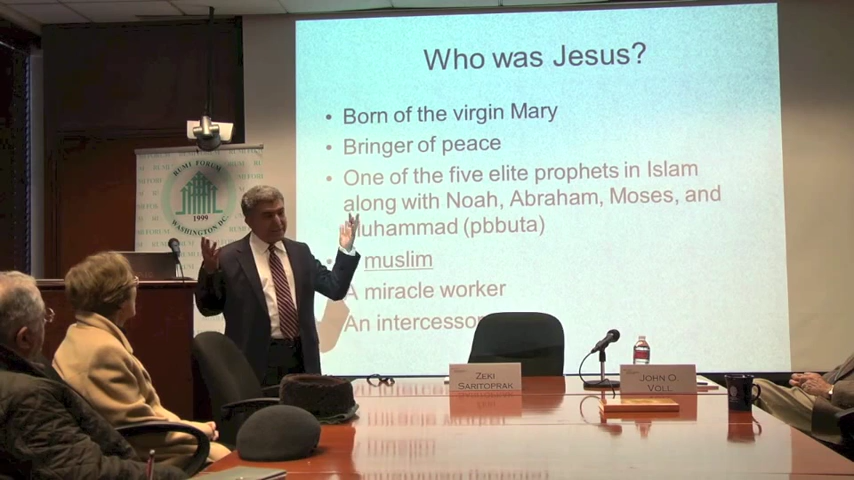 Who was Jesus?
• Born of the virgin Mary
• Bringer of peace
• One of the five elite prophets in Islam
along with Noah, Abraham, Moses, and
Muhammad (pbbuta)
muslim
A miracle worker
An intercessor
RUMI FORUM
1999
WASHINGTON DC.
ZEKI
SARITOPRAK
JOHN O.
VOLL